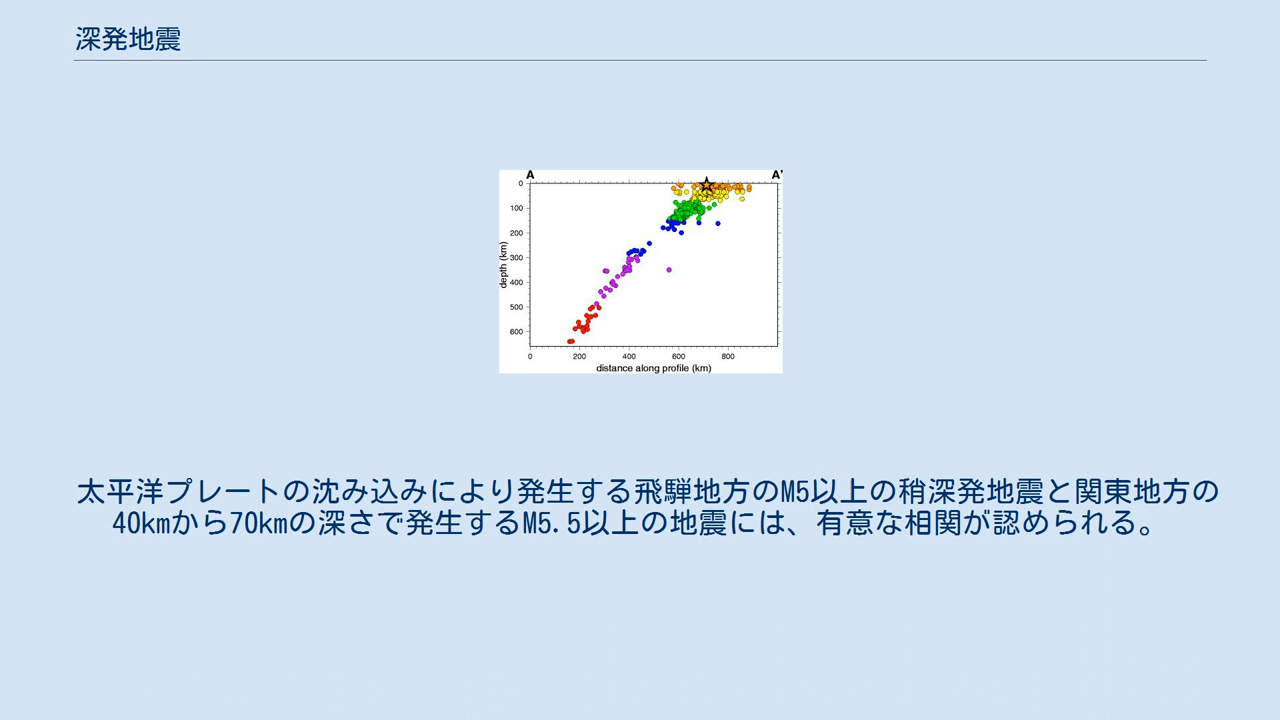 深発地震
A A'
0
100
200
300
400
500
600
depth (km)
0 200 400 600 800
distance along profile (km)
太平洋プレートの沈み込みにより発生する飛騨地方のM5以上の稍深発地震と関東地方の
40kmから70kmの深さで発生するM5.5以上の地震には、有意な相関が認められる。